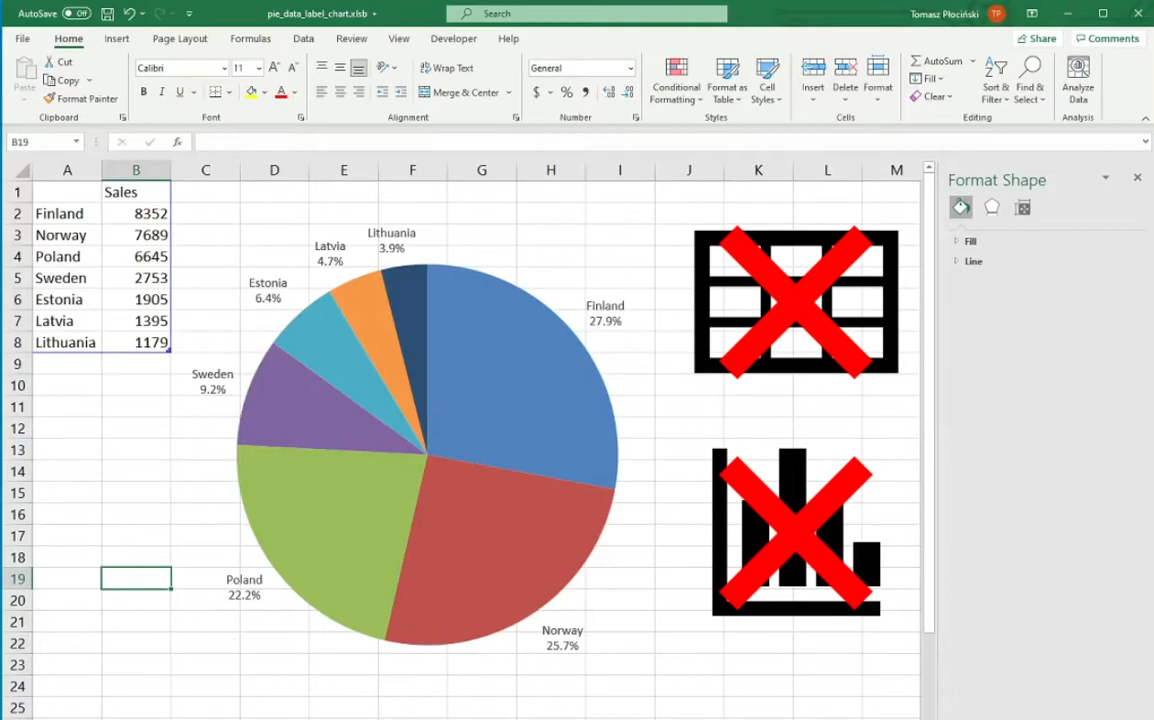 AutoSave Off pie_data_label_chart.xlsb Search Tomasz Płociński TP
File Home Insert Page Layout Formulas Data Review View Developer Help Share Comments
Paste Cut Copy Format Painter Clipboard
Calibri 11 A A B I U A Font
Wrap Text Merge & Center Alignment
General $ % Number
Conditional Formatting Format as Table Cell Styles Styles
Insert Delete Format Cells
AutoSum Fill Clear Sort & Filter Find & Select Editing
Analyze Data Analysis
B19 fx
A B C D E F G H I J K L M
1 Sales
2 Finland 8352
3 Norway 7689
4 Poland 6645
5 Sweden 2753
6 Estonia 1905
7 Latvia 1395
8 Lithuania 1179
9
10
11
12
13
14
15
16
17
18
19
20
21
22
23
24
25
Lithuania
3.9%
Latvia
4.7%
Estonia
6.4%
Finland
27.9%
Sweden
9.2%
Poland
22.2%
Norway
25.7%
Format Shape
Fill
Line